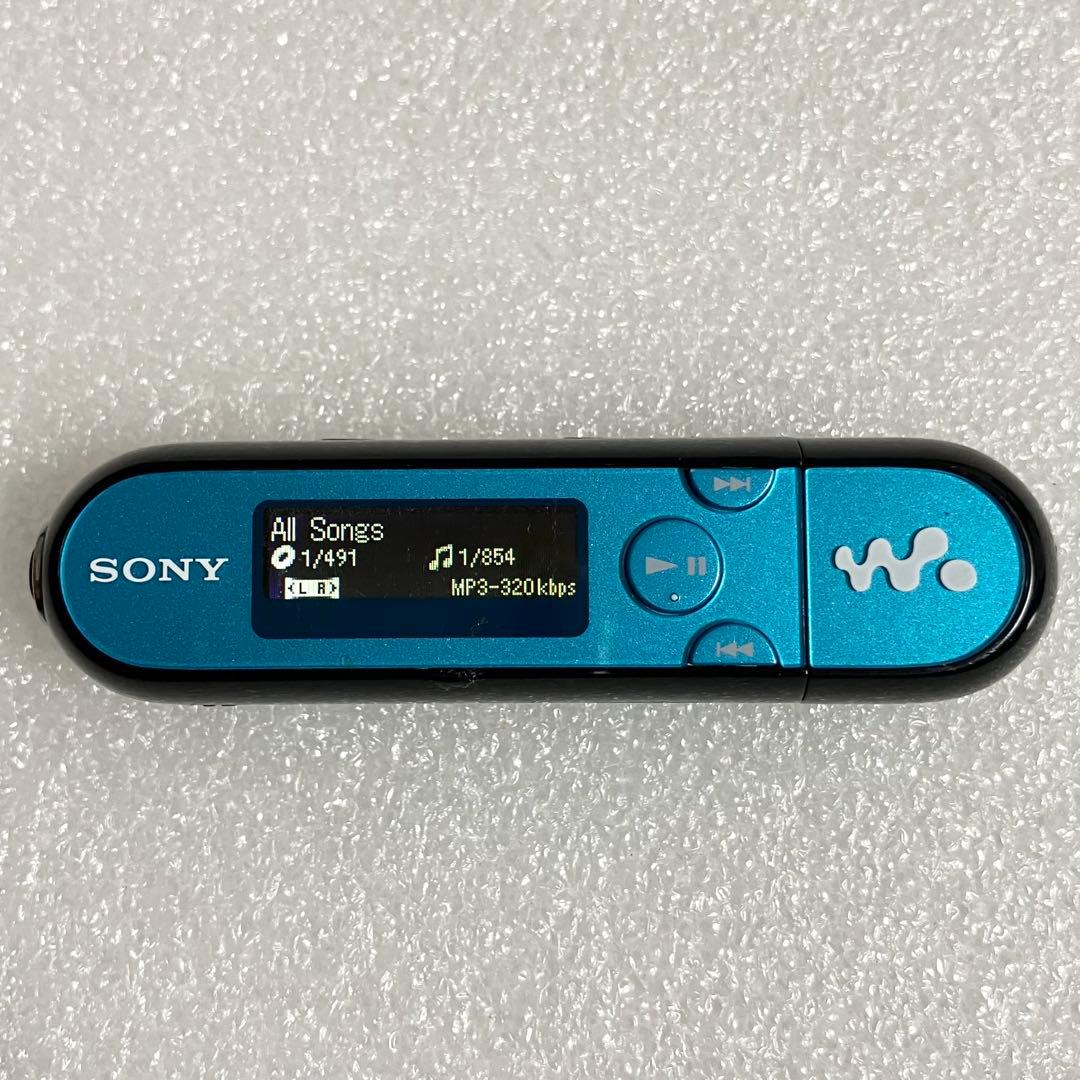 SONY
All Songs
1/491 1/854
L R MP3-320kbps